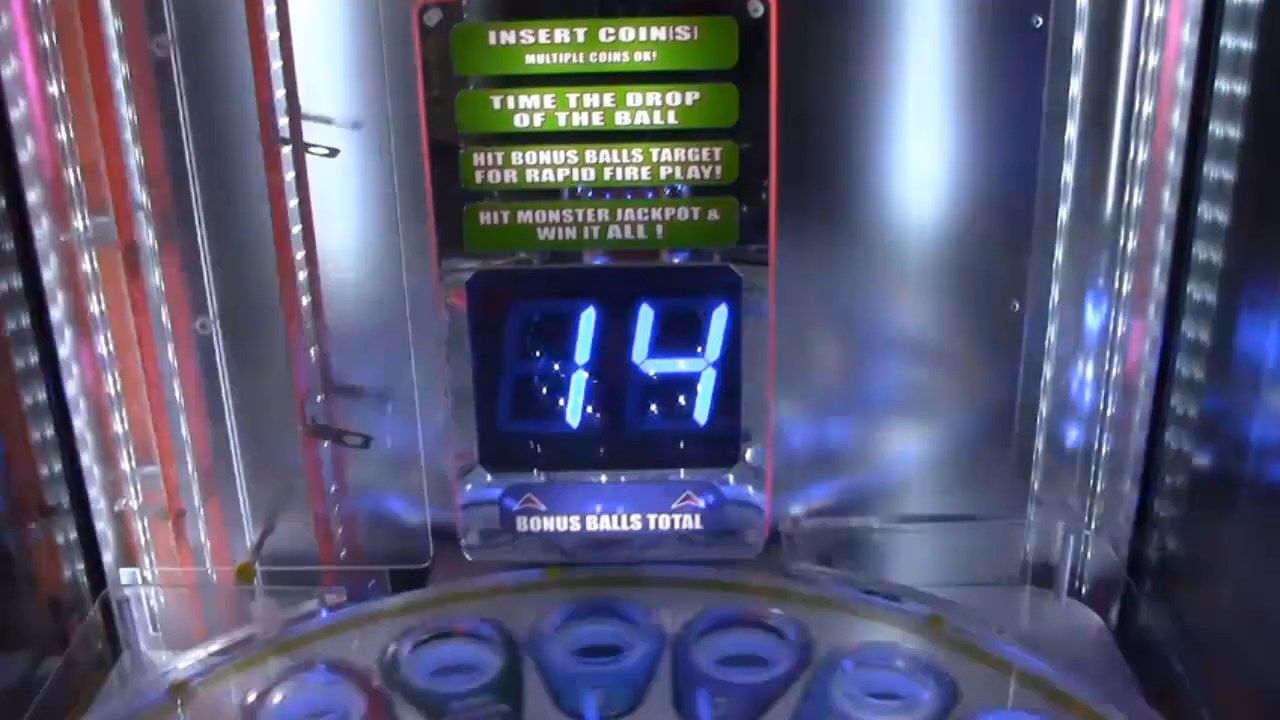 INSERT COIN(S)
MULTIPLE COINS OK!
TIME THE DROP
OF THE BALL
HIT BONUS BALLS TARGET
FOR RAPID FIRE PLAY!
HIT MONSTER JACKPOT &
WIN IT ALL !
14
BONUS BALLS TOTAL